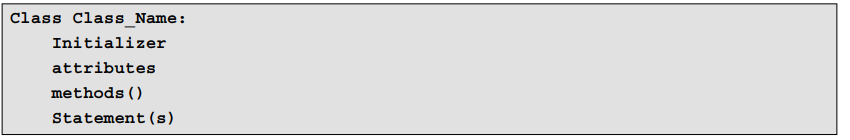 Class Class_Name:
Initializer
attributes
methods()
Statement(s)